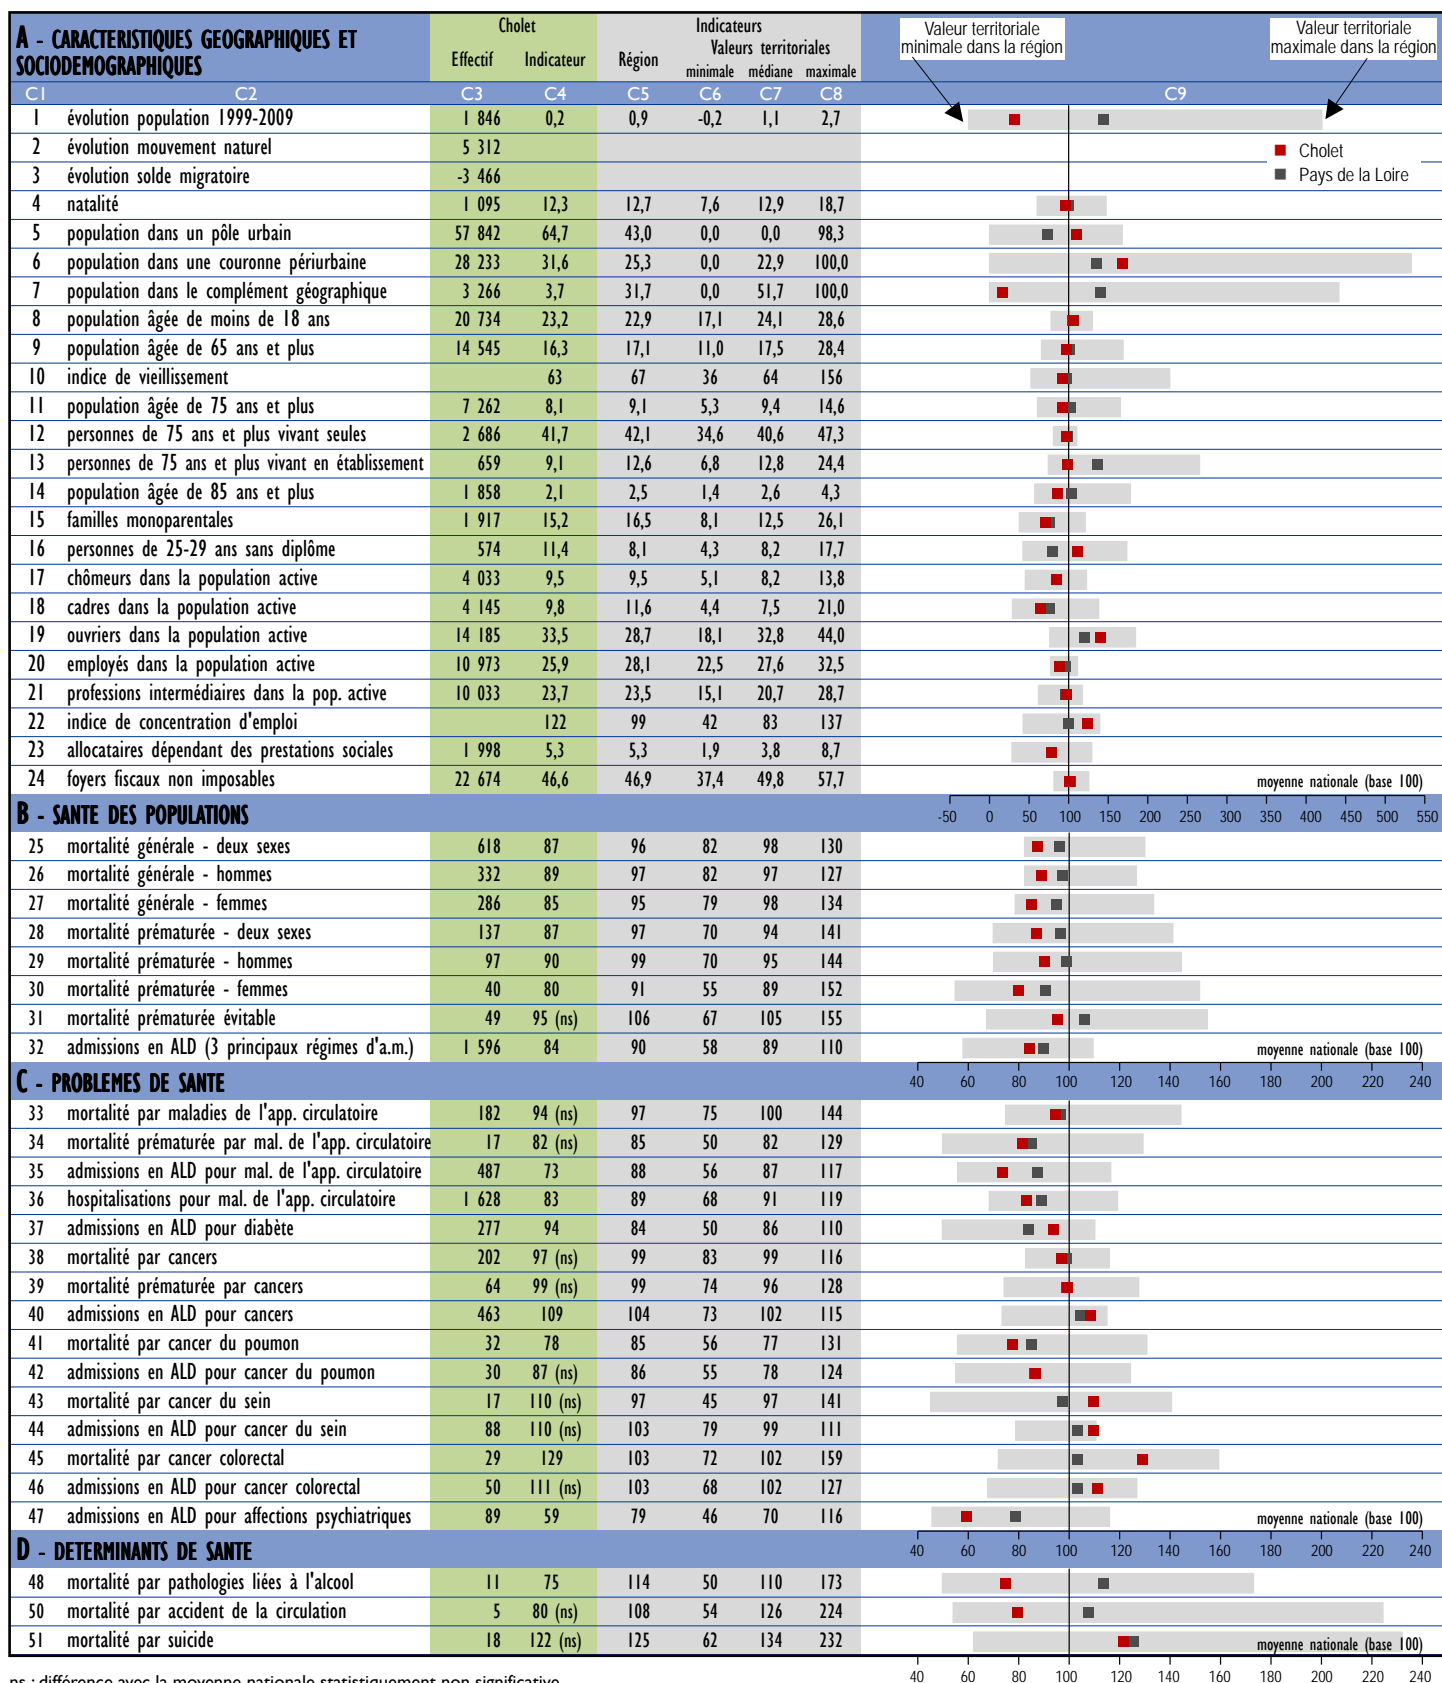 A - CARACTERISTIQUES GEOGRAPHIQUES ET SOCIODEMOGRAPHIQUES
Cholet Indicateurs
Effectif Indicateur Région Valeurs territoriales
minimale médiane maximale
Valeur territoriale minimale dans la région
Valeur territoriale maximale dans la région
C1 C2 C3 C4 C5 C6 C7 C8 C9
1 évolution population 1999-2009 1 846 0,2 0,9 -0,2 1,1 2,7
2 évolution mouvement naturel 5 312
Cholet
3 évolution solde migratoire -3 466
Pays de la Loire
4 natalité 1 095 12,3 12,7 7,6 12,9 18,7
5 population dans un pôle urbain 57 842 64,7 43,0 0,0 0,0 98,3
6 population dans une couronne périurbaine 28 233 31,6 25,3 0,0 22,9 100,0
7 population dans le complément géographique 3 266 3,7 31,7 0,0 51,7 100,0
8 population âgée de moins de 18 ans 20 734 23,2 22,9 17,1 24,1 28,6
9 population âgée de 65 ans et plus 14 545 16,3 17,1 11,0 17,5 28,4
10 indice de vieillissement 63 67 36 64 156
11 population âgée de 75 ans et plus 7 262 8,1 9,1 5,3 9,4 14,6
12 personnes de 75 ans et plus vivant seules 2 686 41,7 42,1 34,6 40,6 47,3
13 personnes de 75 ans et plus vivant en établissement 659 9,1 12,6 6,8 12,8 24,4
14 population âgée de 85 ans et plus 1 858 2,1 2,5 1,4 2,6 4,3
15 familles monoparentales 1 917 15,2 16,5 8,1 12,5 26,1
16 personnes de 25-29 ans sans diplôme 574 11,4 8,1 4,3 8,2 17,7
17 chômeurs dans la population active 4 033 9,5 9,5 5,1 8,2 13,8
18 cadres dans la population active 4 145 9,8 11,6 4,4 7,5 21,0
19 ouvriers dans la population active 14 185 33,5 28,7 18,1 32,8 44,0
20 employés dans la population active 10 973 25,9 28,1 22,5 27,6 32,5
21 professions intermédiaires dans la pop. active 10 033 23,7 23,5 15,1 20,7 28,7
22 indice de concentration d'emploi 122 99 42 83 137
23 allocataires dépendant des prestations sociales 1 998 5,3 5,3 1,9 3,8 8,7
24 foyers fiscaux non imposables 22 674 46,6 46,9 37,4 49,8 57,7 moyenne nationale (base 100)
B - SANTE DES POPULATIONS -50 0 50 100 150 200 250 300 350 400 450 500 550
25 mortalité générale - deux sexes 618 87 96 82 98 130
26 mortalité générale - hommes 332 89 97 82 97 127
27 mortalité générale - femmes 286 85 95 79 98 134
28 mortalité prématurée - deux sexes 137 87 97 70 94 141
29 mortalité prématurée - hommes 97 90 99 70 95 144
30 mortalité prématurée - femmes 40 80 91 55 89 152
31 mortalité prématurée évitable 49 95 (ns) 106 67 105 155
32 admissions en ALD (3 principaux régimes d'a.m.) 1 596 84 90 58 89 110 moyenne nationale (base 100)
C - PROBLEMES DE SANTE 40 60 80 100 120 140 160 180 200 220 240
33 mortalité par maladies de l'app. circulatoire 182 94 (ns) 97 75 100 144
34 mortalité prématurée par mal. de l'app. circulatoire 17 82 (ns) 85 50 82 129
35 admissions en ALD pour mal. de l'app. circulatoire 487 73 88 56 87 117
36 hospitalisations pour mal. de l'app. circulatoire 1 628 83 89 68 91 119
37 admissions en ALD pour diabète 277 94 84 50 86 110
38 mortalité par cancers 202 97 (ns) 99 83 99 116
39 mortalité prématurée par cancers 64 99 (ns) 99 74 96 128
40 admissions en ALD pour cancers 463 109 104 73 102 115
41 mortalité par cancer du poumon 32 78 85 56 77 131
42 admissions en ALD pour cancer du poumon 30 87 (ns) 86 55 78 124
43 mortalité par cancer du sein 17 110 (ns) 97 45 97 141
44 admissions en ALD pour cancer du sein 88 110 (ns) 103 79 99 111
45 mortalité par cancer colorectal 29 129 103 72 102 159
46 admissions en ALD pour cancer colorectal 50 111 (ns) 103 68 102 127
47 admissions en ALD pour affections psychiatriques 89 59 79 46 70 116 moyenne nationale (base 100)
D - DETERMINANTS DE SANTE 40 60 80 100 120 140 160 180 200 220 240
48 mortalité par pathologies liées à l'alcool 11 75 114 50 110 173
50 mortalité par accident de la circulation 5 80 (ns) 108 54 126 224
51 mortalité par suicide 18 122 (ns) 125 62 134 232 moyenne nationale (base 100)
40 60 80 100 120 140 160 180 200 220 240
ns : différence avec la moyenne nationale statistiquement non significative